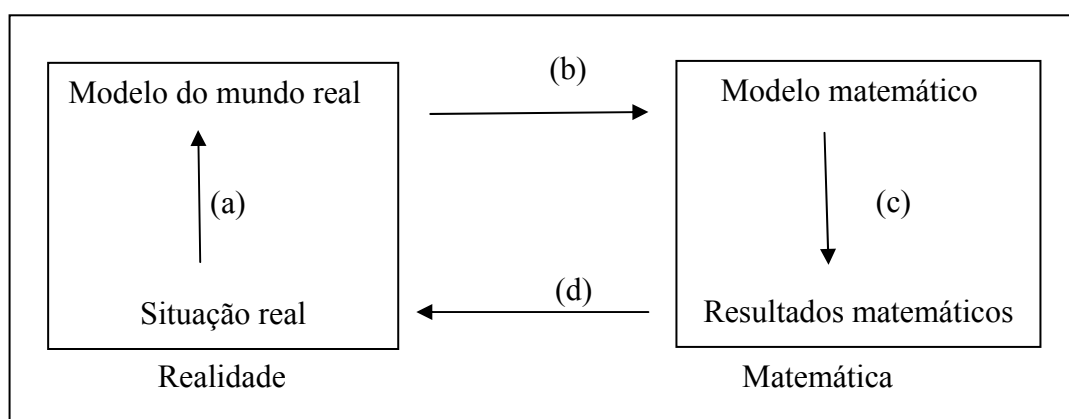 (b)
Modelo do mundo real
Modelo matemático
(a)
(c)
(d)
Situação real
Resultados matemáticos
Realidade
Matemática